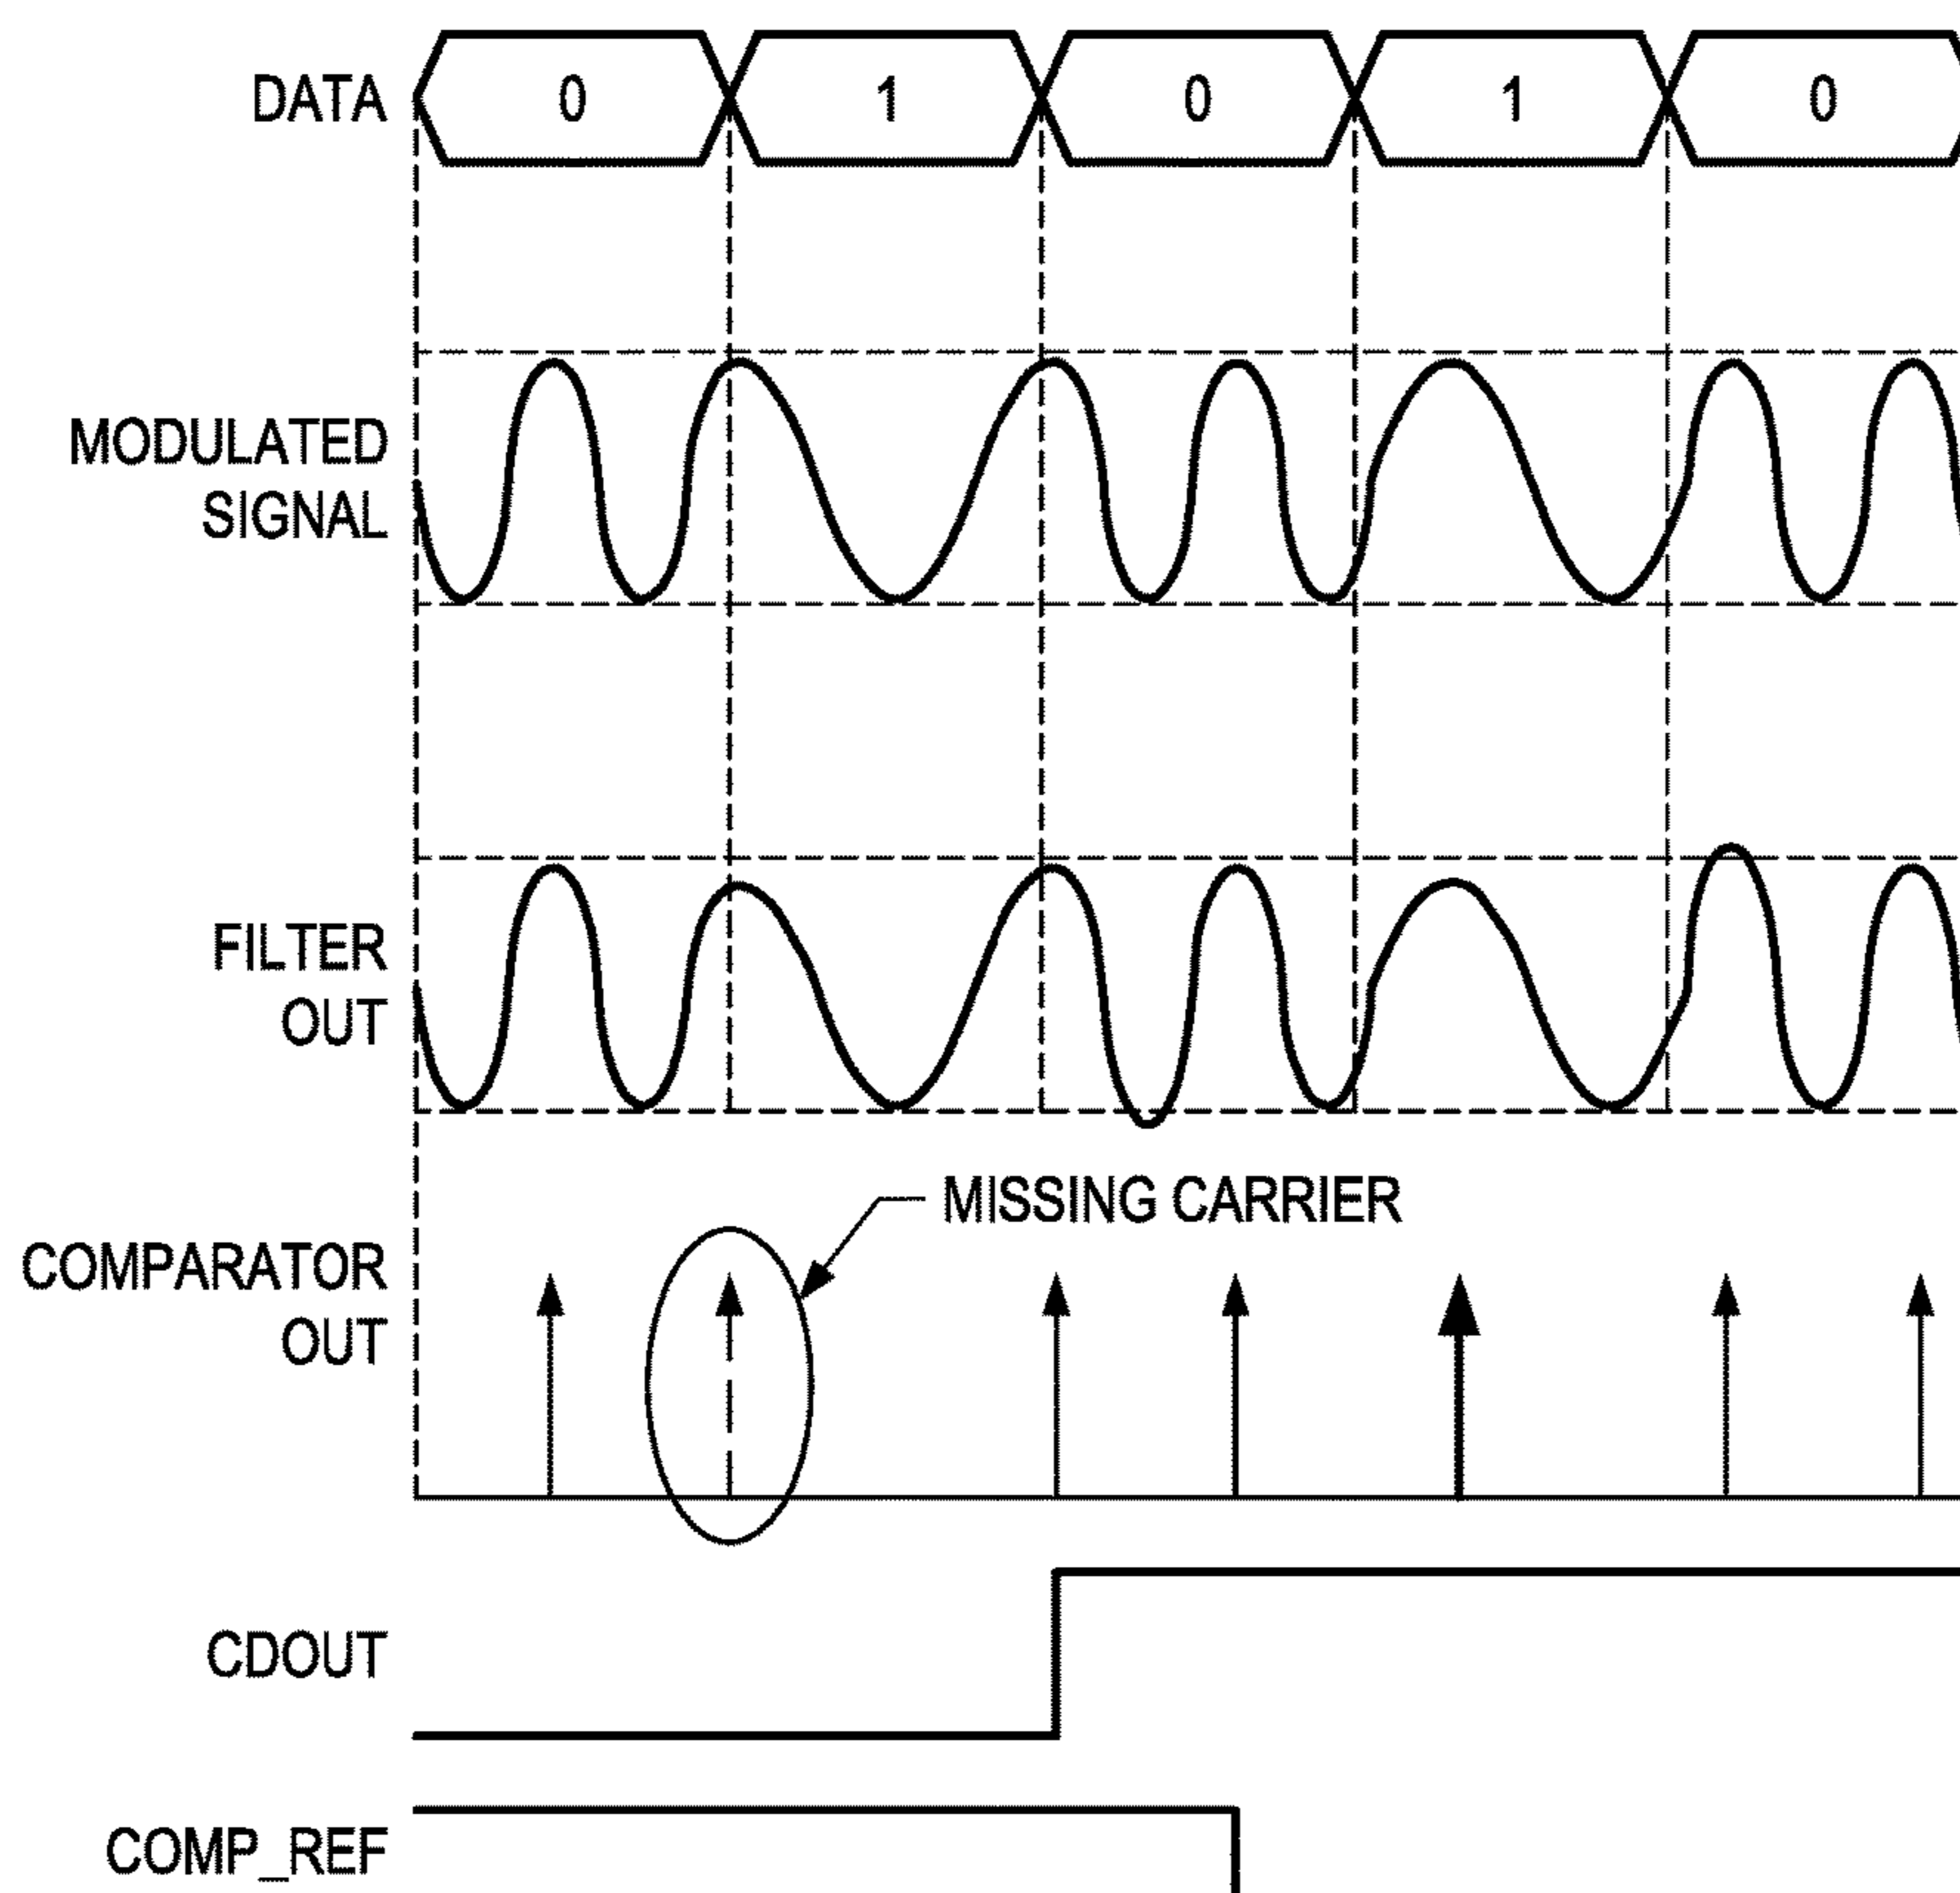 DATA 0 1 0 1 0
MODULATED
SIGNAL
FILTER
OUT
MISSING CARRIER
COMPARATOR
OUT
CDOUT
COMP_REF